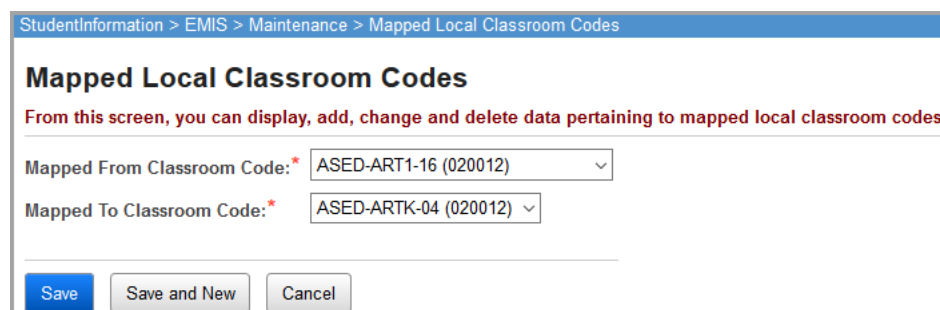 StudentInformation > EMIS > Maintenance > Mapped Local Classroom Codes
Mapped Local Classroom Codes
From this screen, you can display, add, change and delete data pertaining to mapped local classroom codes
Mapped From Classroom Code:* ASED-ART1-16 (020012)
Mapped To Classroom Code:* ASED-ARTK-04 (020012)
Save Save and New Cancel